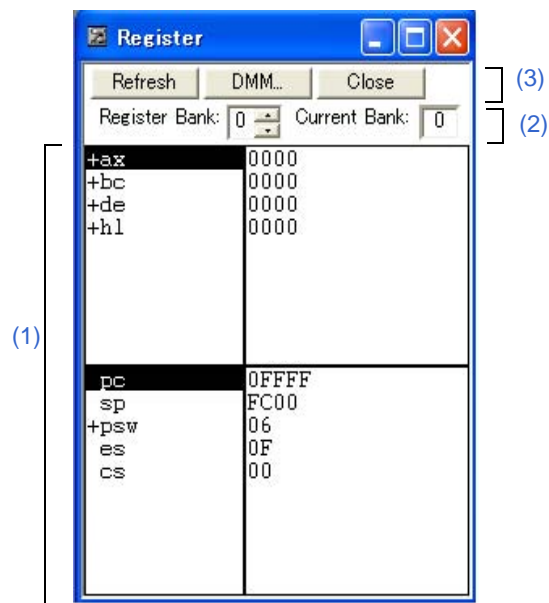 Register
Refresh DMM... Close (3)
Register Bank: 0 Current Bank: 0 (2)
+ax 0000
+bc 0000
+de 0000
+hl 0000
(1)
pc 0FFFF
sp FC00
+psw 06
es 0F
cs 00